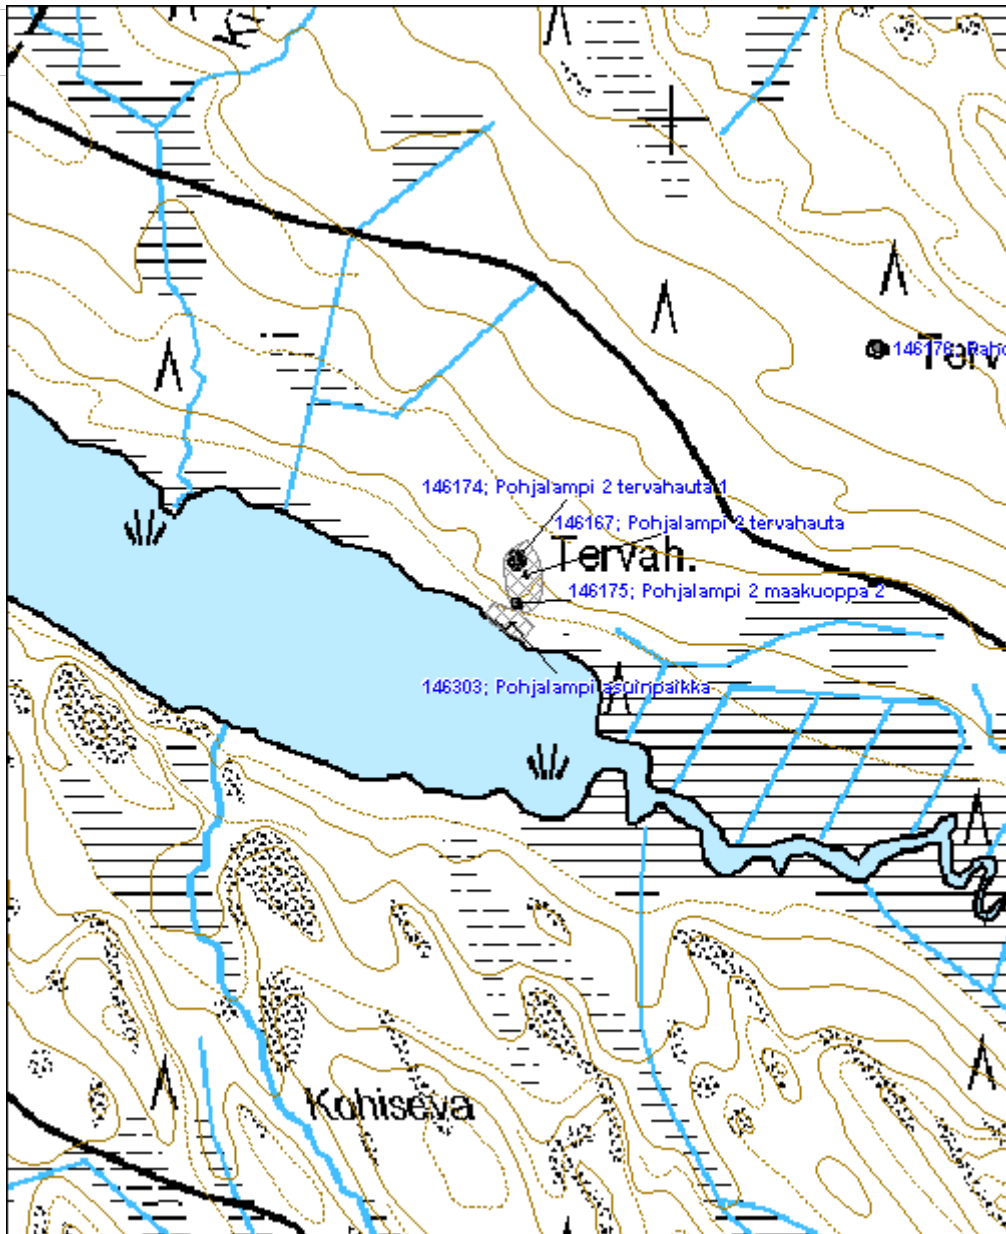 Terv
146174; Pohjalampi 2 tervahauta 1
146167; Pohjalampi 2 tervahauta
Tervah.
146175; Pohjalampi 2 maakuoppa 2
146303; Pohjalampi asuinpaikka
Kohiseva